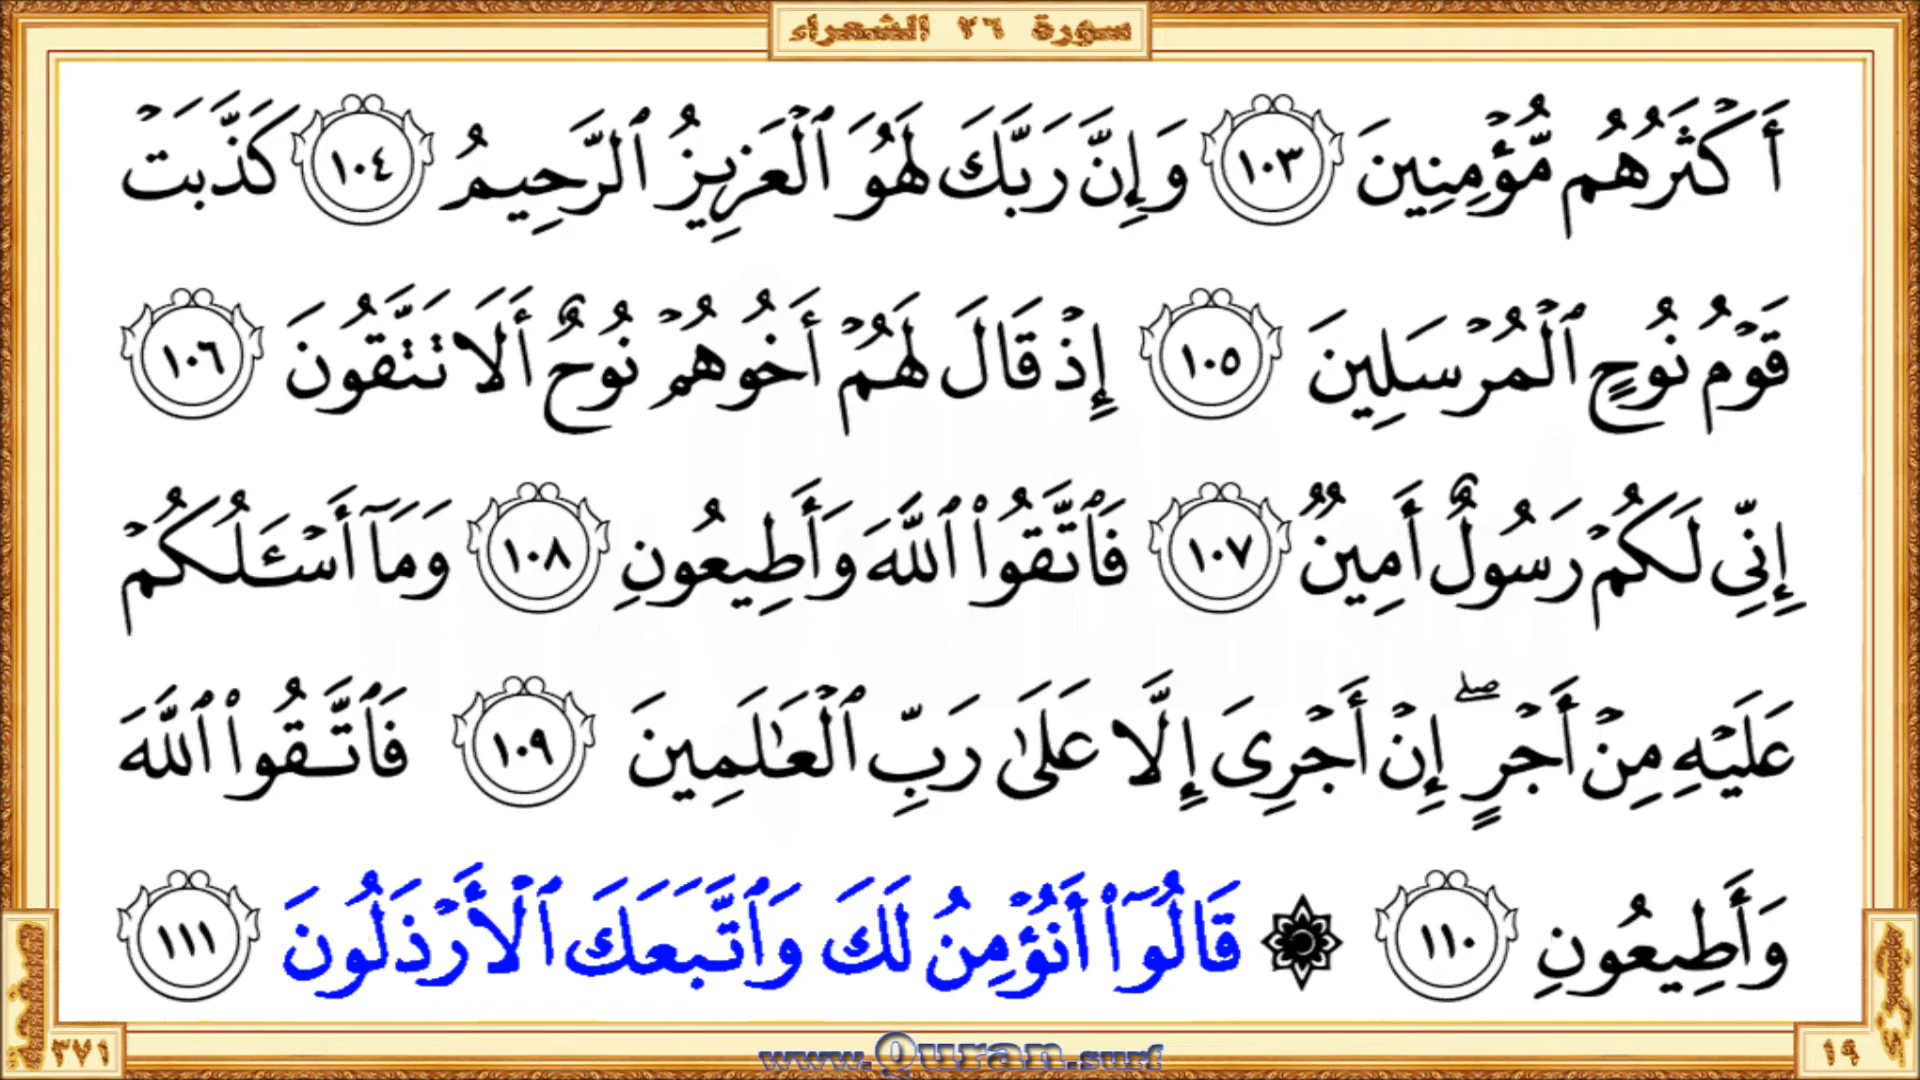 سورة ٢٦ الشعراء
أَكْثَرُهُم مُّؤْمِنِينَ ١٠٣ وَإِنَّ رَبَّكَ لَهُوَ ٱلْعَزِيزُ ٱلرَّحِيمُ ١٠٤ كَذَّبَتْ
قَوْمُ نُوحٍ ٱلْمُرْسَلِينَ ١٠٥ إِذْ قَالَ لَهُمْ أَخُوهُمْ نُوحٌ أَلَا تَتَّقُونَ ١٠٦
إِنِّى لَكُمْ رَسُولٌ أَمِينٌ ١٠٧ فَٱتَّقُوا۟ ٱللَّهَ وَأَطِيعُونِ ١٠٨ وَمَآ أَسْـَٔلُكُمْ
عَلَيْهِ مِنْ أَجْرٍ ۖ إِنْ أَجْرِىَ إِلَّا عَلَىٰ رَبِّ ٱلْعَـٰلَمِينَ ١٠٩ فَٱتَّقُوا۟ ٱللَّهَ
وَأَطِيعُونِ ١١٠ ۞ قَالُوٓا۟ أَنُؤْمِنُ لَكَ وَٱتَّبَعَكَ ٱلْأَرْذَلُونَ ١١١
صفحة ٣٧١
www.Quran.surf
١٩